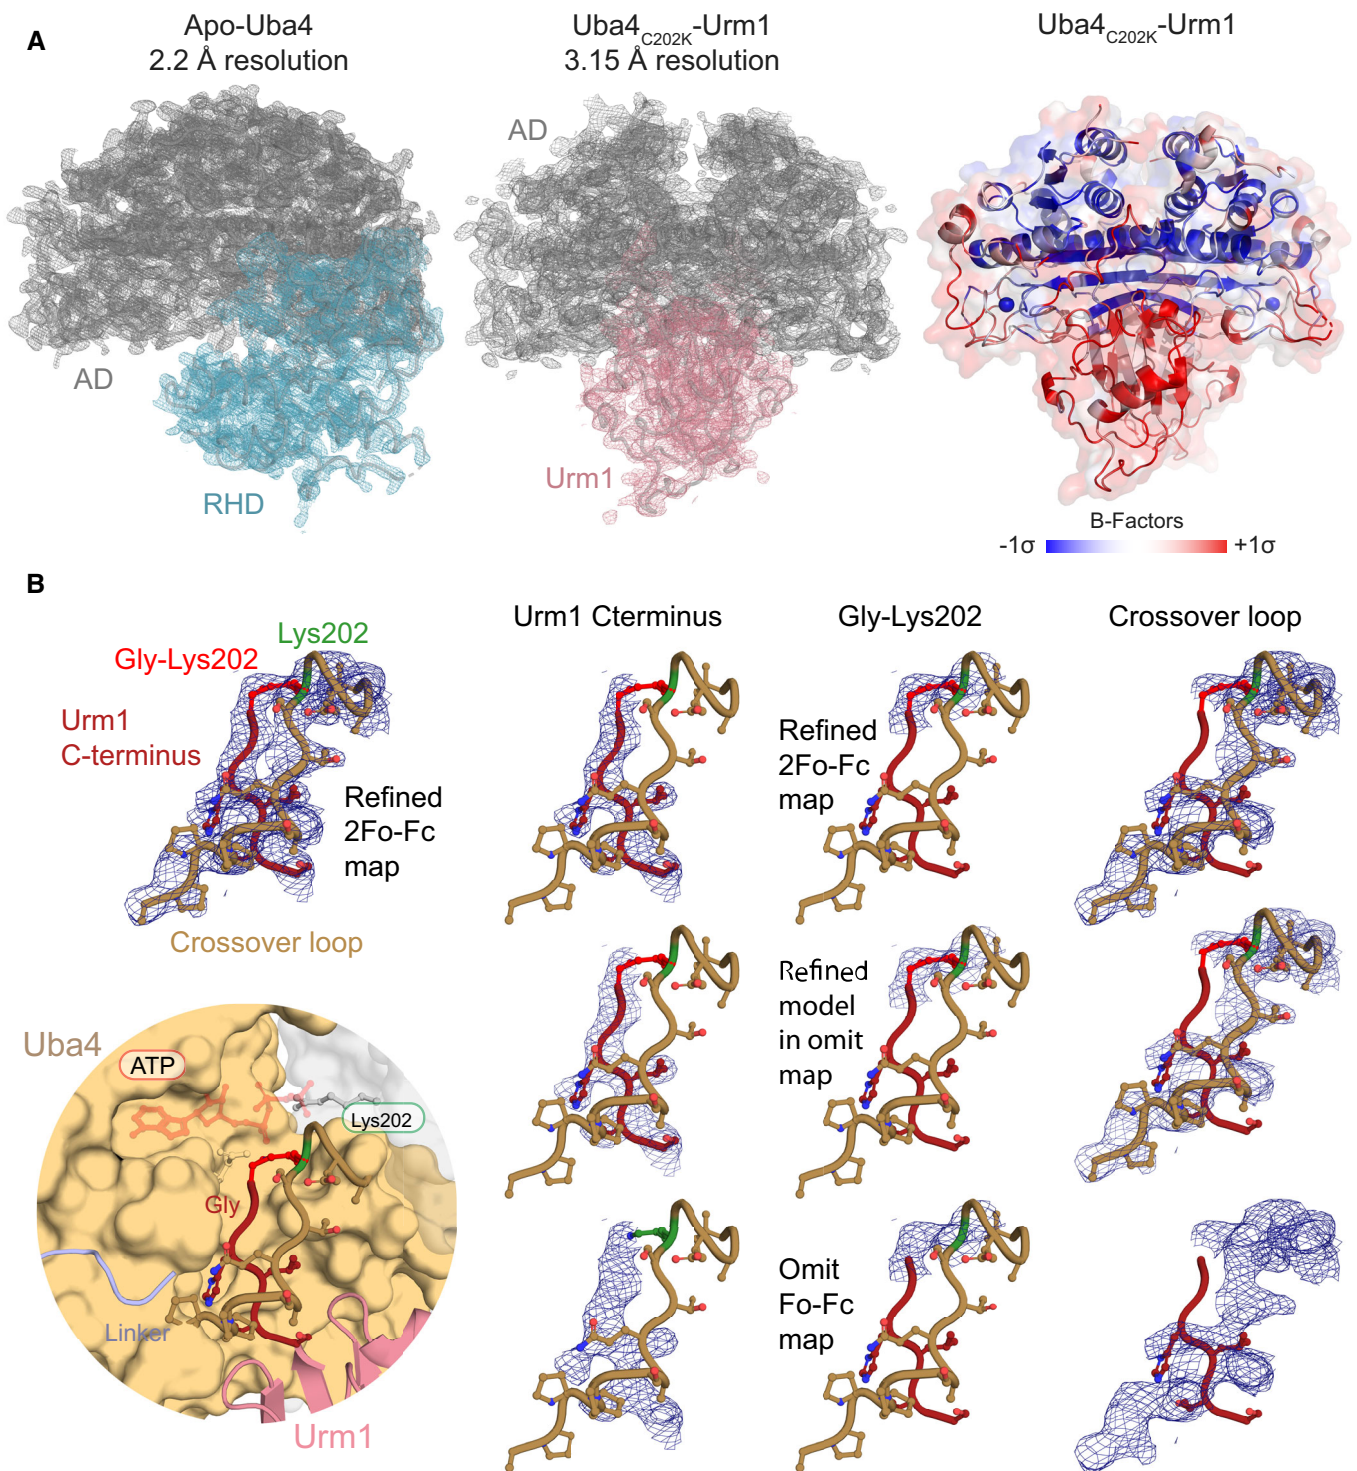 A
Apo-Uba4
2.2 Å resolution
AD
RHD
Uba4C202K-Urm1
3.15 Å resolution
AD
Urm1
Uba4C202K-Urm1
B-Factors
-1σ
+1σ
B
Lys202
Gly-Lys202
Urm1
C-terminus
Refined
2Fo-Fc
map
Crossover loop
Urm1 Cterminus
Gly-Lys202
Crossover loop
Refined
2Fo-Fc
map
Refined
model
in omit
map
Omit
Fo-Fc
map
Uba4
ATP
Lys202
Gly
Linker
Urm1